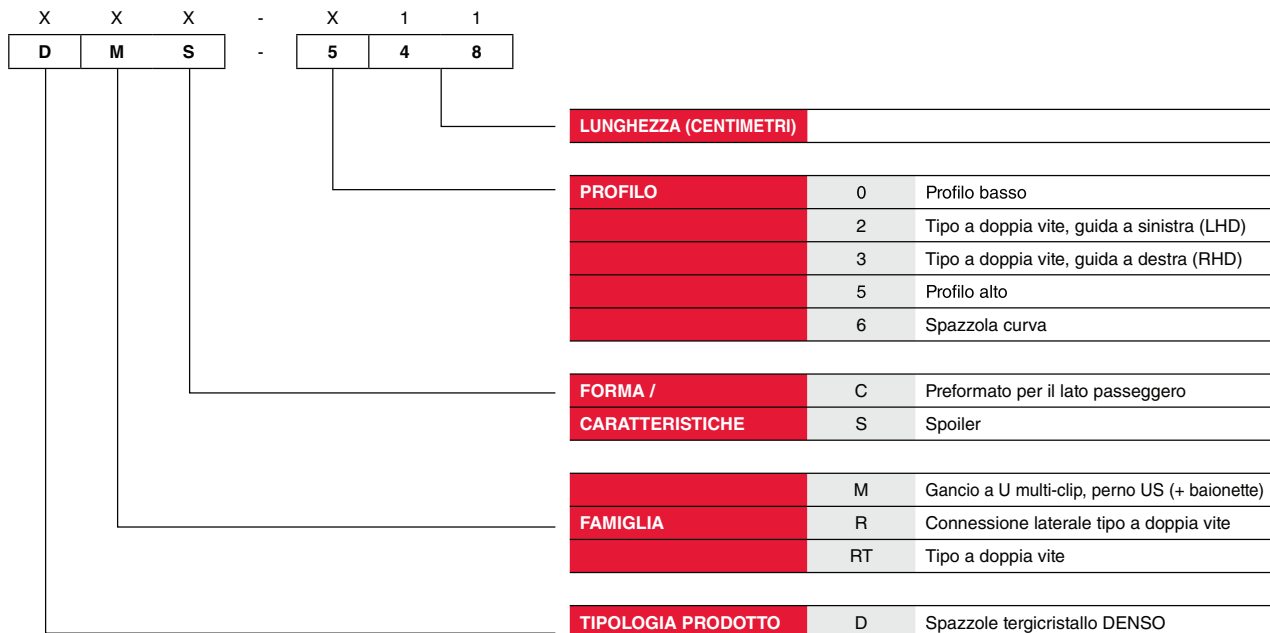 X X X - X 1 1
D M S - 5 4 8
LUNGHEZZA (CENTIMETRI)
PROFILO 0 Profilo basso
2 Tipo a doppia vite, guida a sinistra (LHD)
3 Tipo a doppia vite, guida a destra (RHD)
5 Profilo alto
6 Spazzola curva
FORMA / C Preformato per il lato passeggero
CARATTERISTICHE S Spoiler
M Gancio a U multi-clip, perno US (+ baionette)
FAMIGLIA R Connessione laterale tipo a doppia vite
RT Tipo a doppia vite
TIPOLOGIA PRODOTTO D Spazzole tergicristallo DENSO